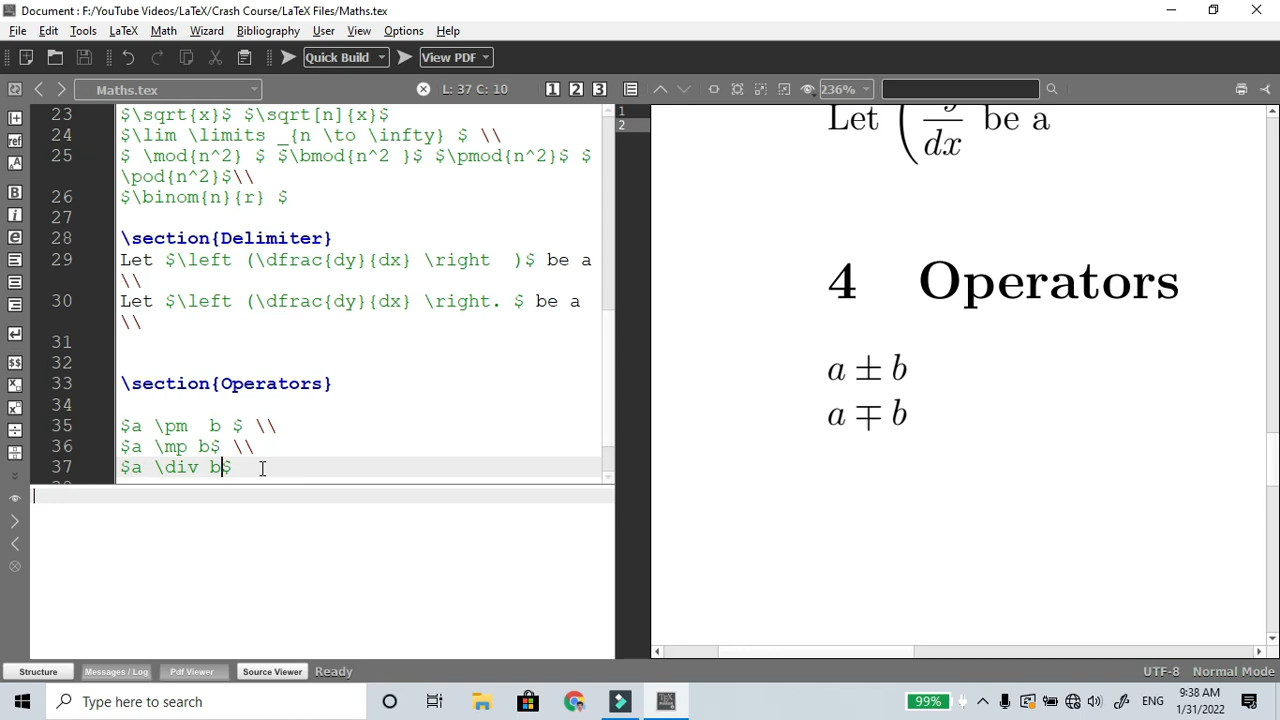 Document : F:/YouTube Videos/LaTeX/Crash Course/LaTeX Files/Maths.tex
File Edit Tools LaTeX Math Wizard Bibliography User View Options Help
Quick Build View PDF
Maths.tex L: 37 C: 10 1 2 3 236%
23 $\sqrt{x}$ $\sqrt[n]{x}$
24 $\lim \limits _{n \to \infty} $ \\
25 $ \mod{n^2} $ $\bmod{n^2 }$ $\pmod{n^2}$ $
\pod{n^2}$\\
26 $\binom{n}{r} $
27
28 \section{Delimiter}
29 Let $\left (\dfrac{dy}{dx} \right )$ be a
\\
30 Let $\left (\dfrac{dy}{dx} \right. $ be a
\\
31
32
33 \section{Operators}
34
35 $a \pm b $ \\
36 $a \mp b$ \\
37 $a \div b$
1
2
Let ( dx be a
4 Operators
a ± b
a ∓ b
Structure Messages / Log Pdf Viewer Source Viewer Ready UTF-8 Normal Mode
Type here to search 99% ENG 9:38 AM
1/31/2022